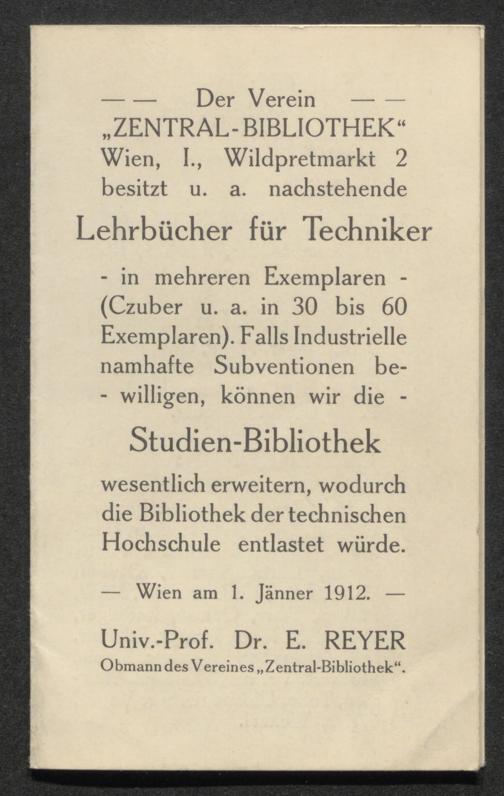 — — Der Verein — —
„ZENTRAL-BIBLIOTHEK“
Wien, I., Wildpretmarkt 2
besitzt u. a. nachstehende
Lehrbücher für Techniker
- in mehreren Exemplaren -
(Czuber u. a. in 30 bis 60
Exemplaren). Falls Industrielle
namhafte Subventionen be-
- willigen, können wir die -
Studien-Bibliothek
wesentlich erweitern, wodurch
die Bibliothek der technischen
Hochschule entlastet würde.
— Wien am 1. Jänner 1912. —
Univ.-Prof. Dr. E. REYER
Obmann des Vereines „Zentral-Bibliothek“.